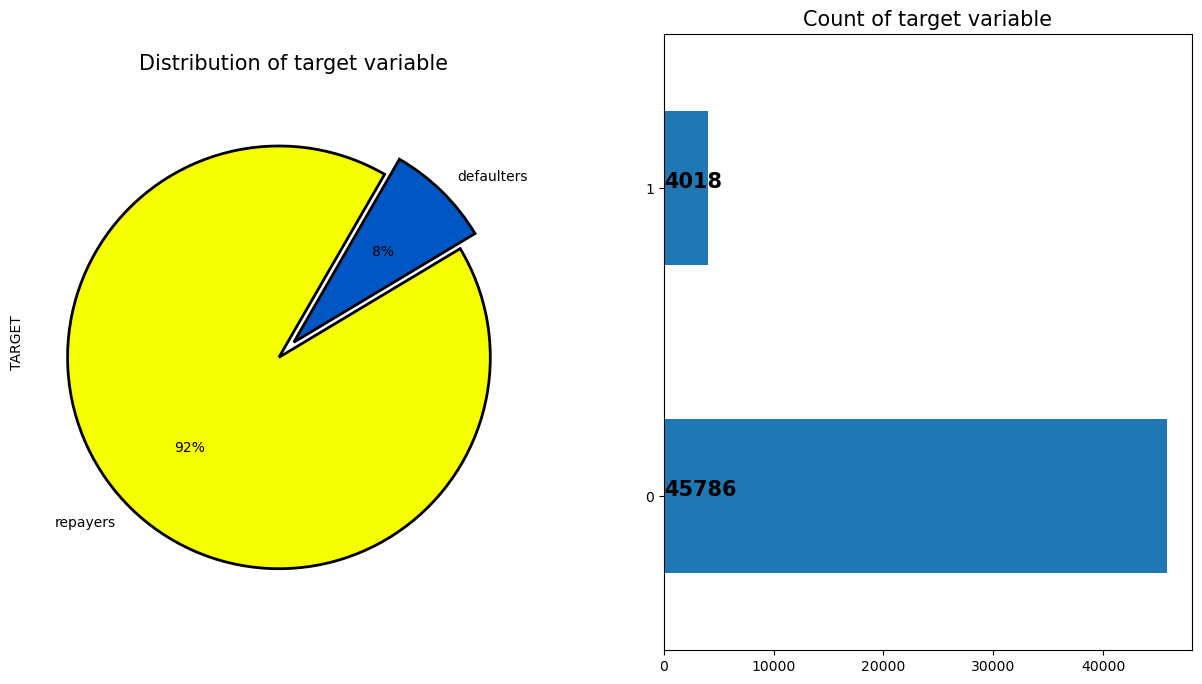 Distribution of target variable
defaulters
8%
TARGET
92%
repayers
Count of target variable
1
4018
0
45786
0 10000 20000 30000 40000